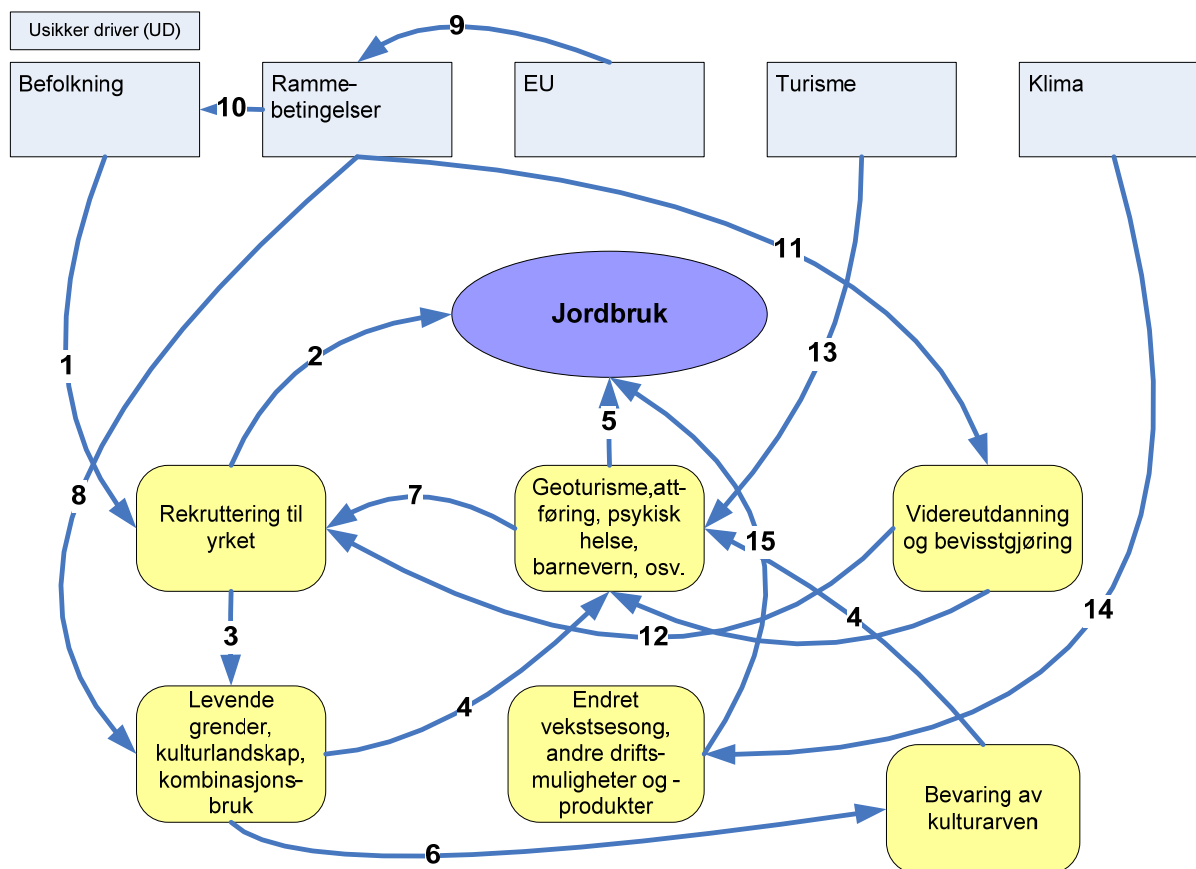 Usikker driver (UD)
9
Befolkning
Ramme-
betingelser
EU
Turisme
Klima
10
11
Jordbruk
1
2
13
5
8
7
Rekruttering til
yrket
Geoturisme,att-
føring, psykisk
helse,
barnevern, osv.
15
Videreutdanning
og bevisstgjøring
14
3
12
4
4
Levende
grender,
kulturlandskap,
kombinasjons-
bruk
Endret
vekstsesong,
andre drifts-
muligheter og -
produkter
Bevaring av
kulturarven
6